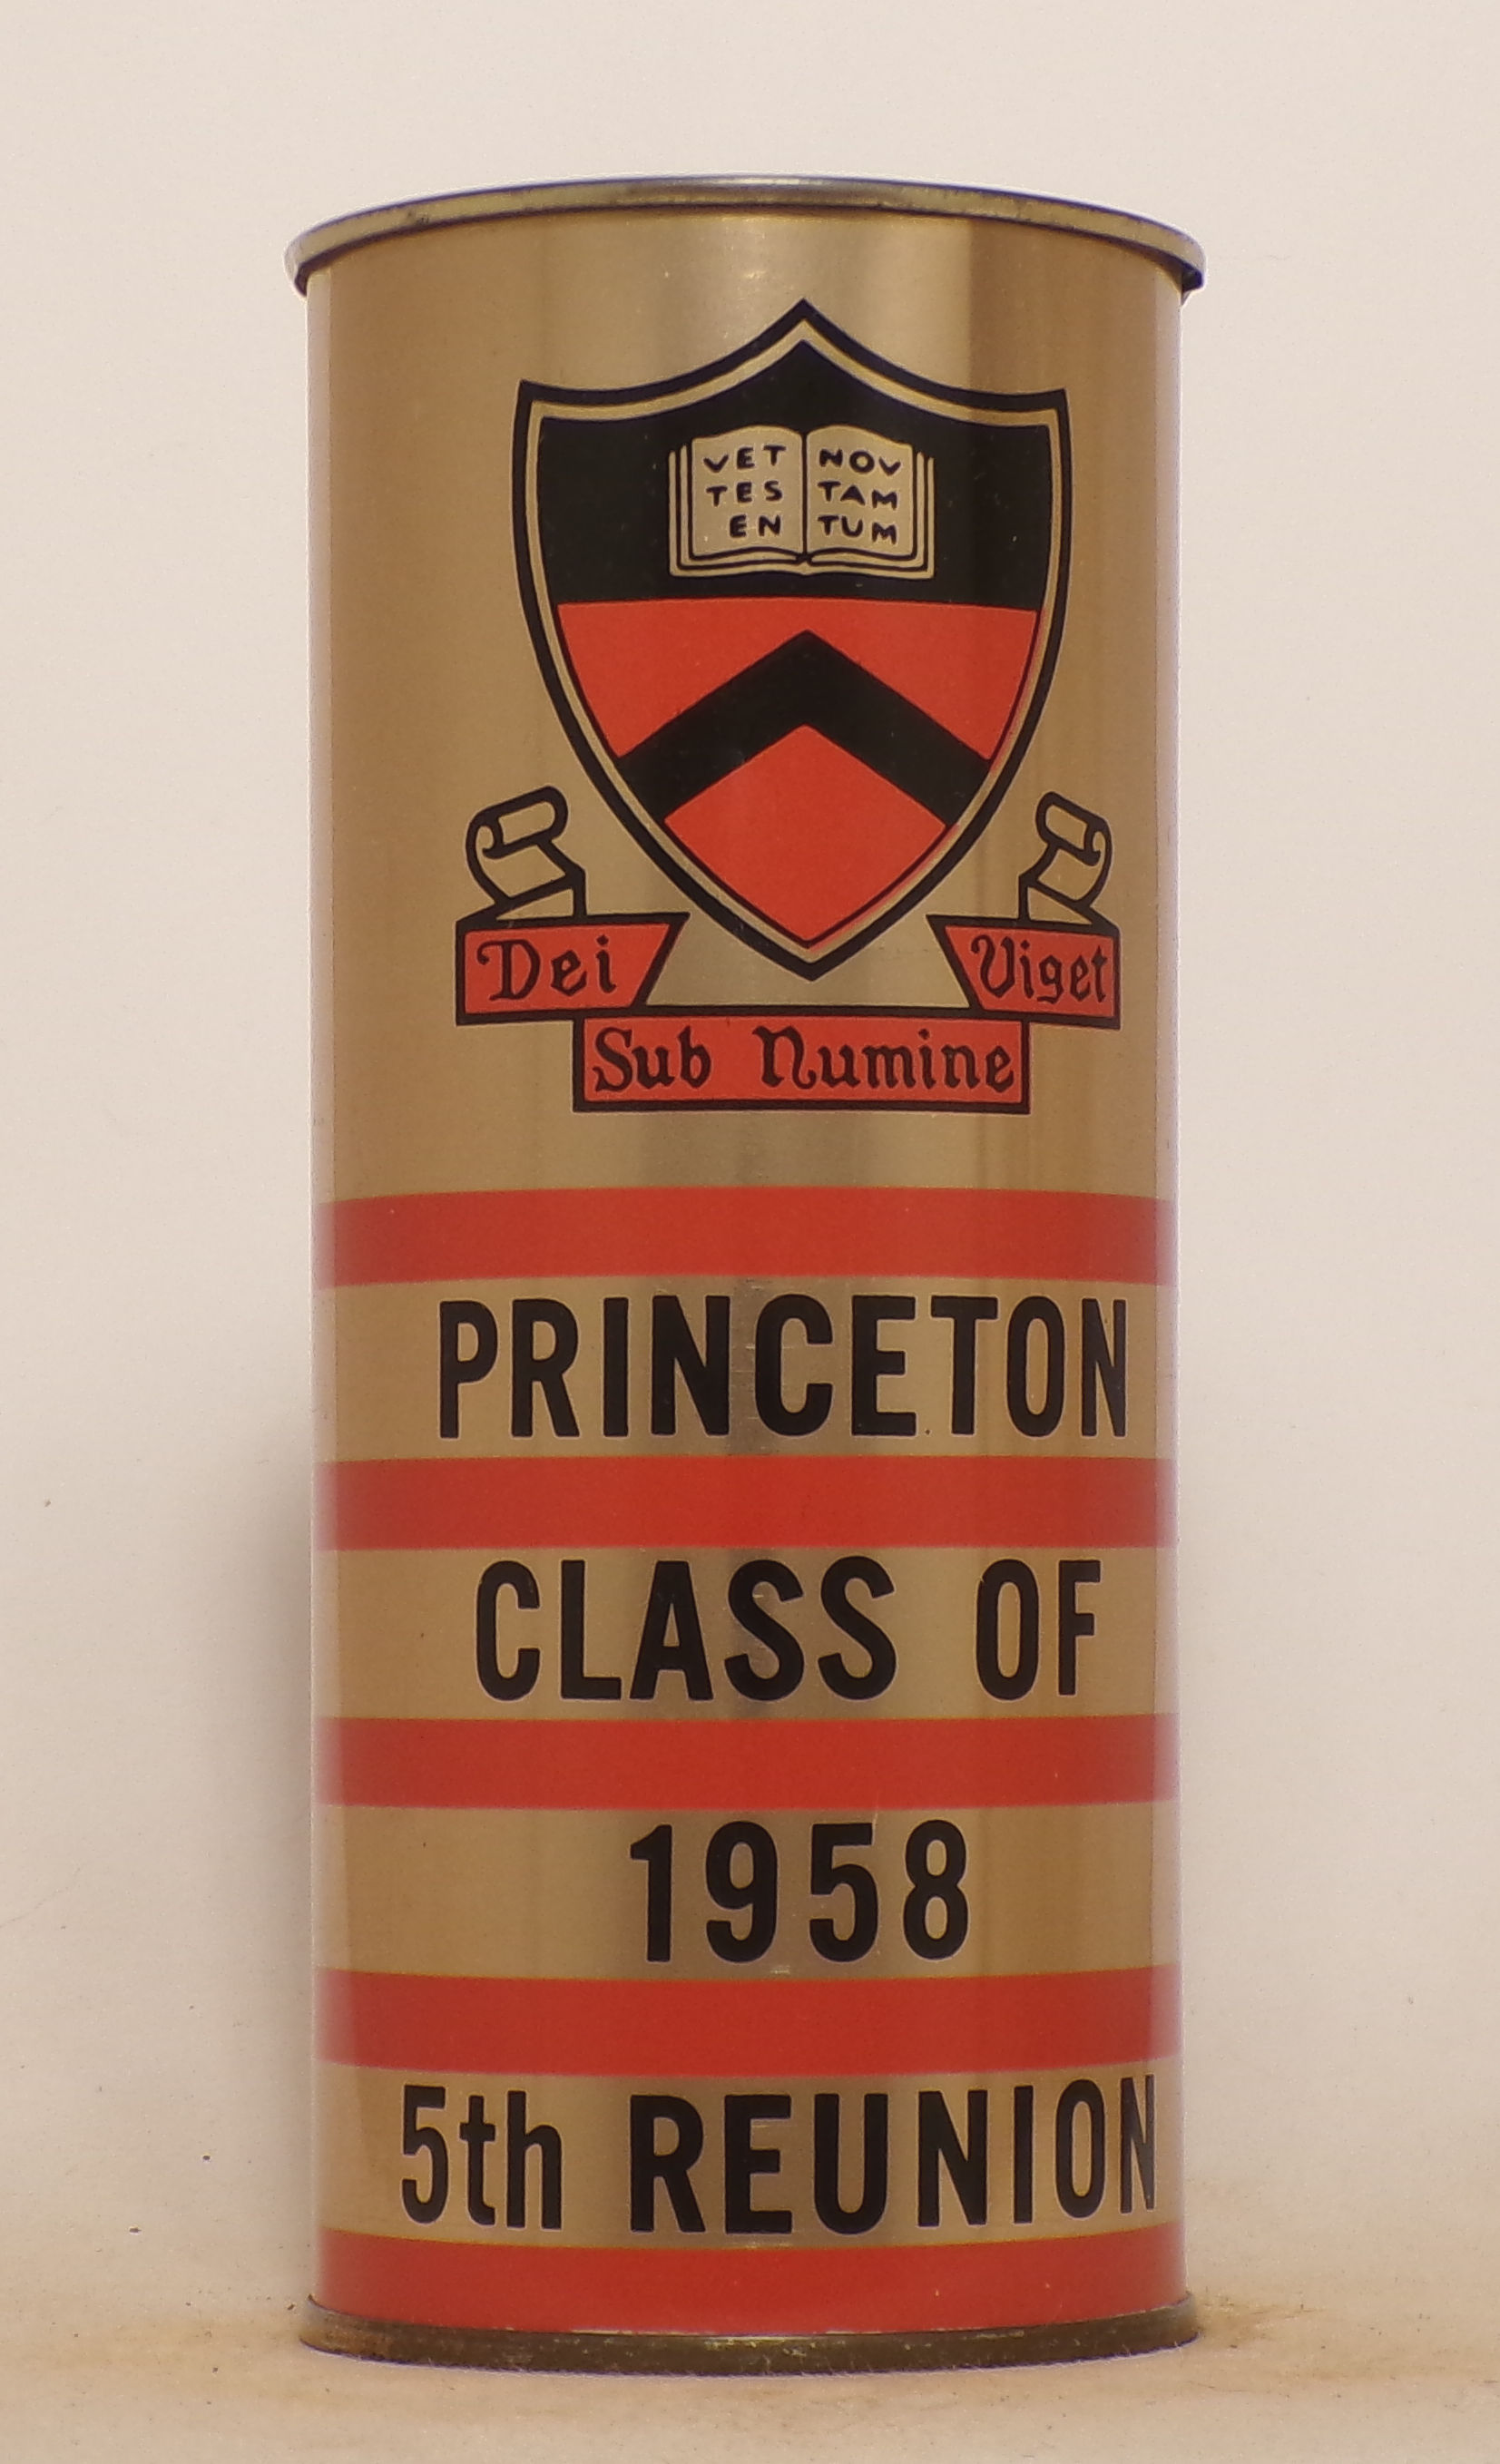 VET NOV
TES TAM
EN TUM
Dei Viget
Sub Numine
PRINCETON
CLASS OF
1958
5th REUNION